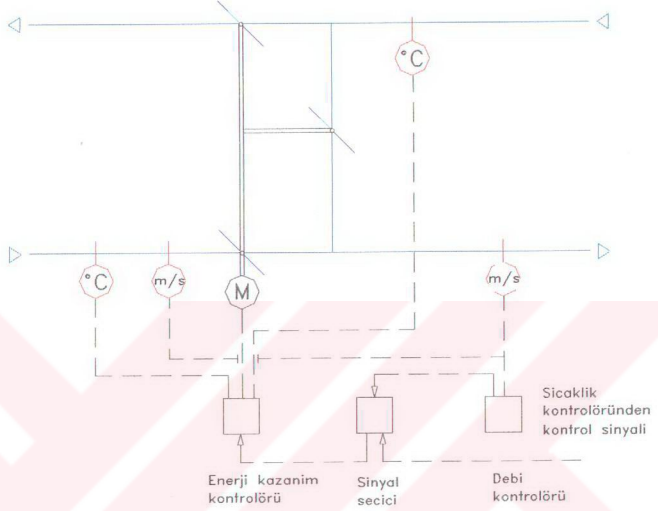 °C
°C
m/s
M
m/s
Sicaklik
kontrolöründen
kontrol sinyali
Enerji kazanim
kontrolörü
Sinyal
secici
Debi
kontrolörü